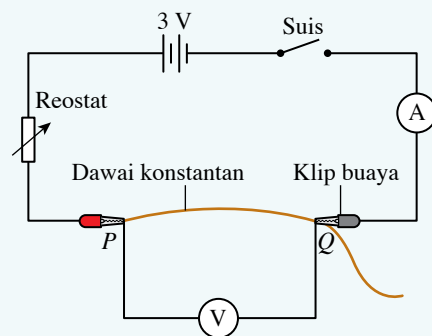 3 V
Suis
Reostat
A
Dawai konstantan
Klip buaya
P
Q
V